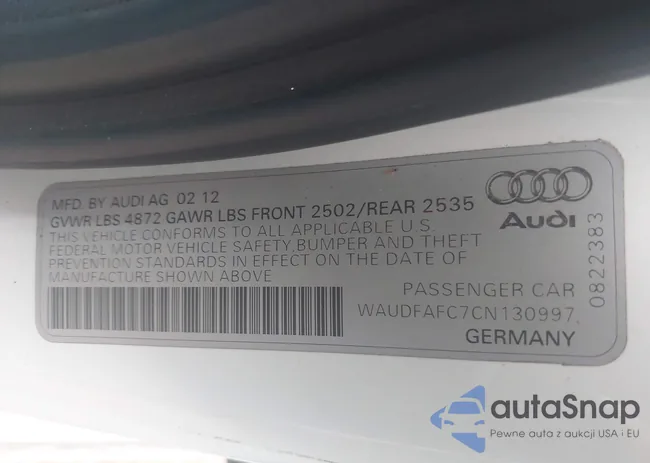 MFD. BY AUDI AG 02 12
GVWR LBS 4872 GAWR LBS FRONT 2502/REAR 2535
THIS VEHICLE CONFORMS TO ALL APPLICABLE U.S.
FEDERAL MOTOR VEHICLE SAFETY,BUMPER AND THEFT
PREVENTION STANDARDS IN EFFECT ON THE DATE OF
MANUFACTURE SHOWN ABOVE
Audi
0822383
PASSENGER CAR
WAUDFAFC7CN130997
GERMANY
autaSnap
Pewne auta z aukcji USA i EU